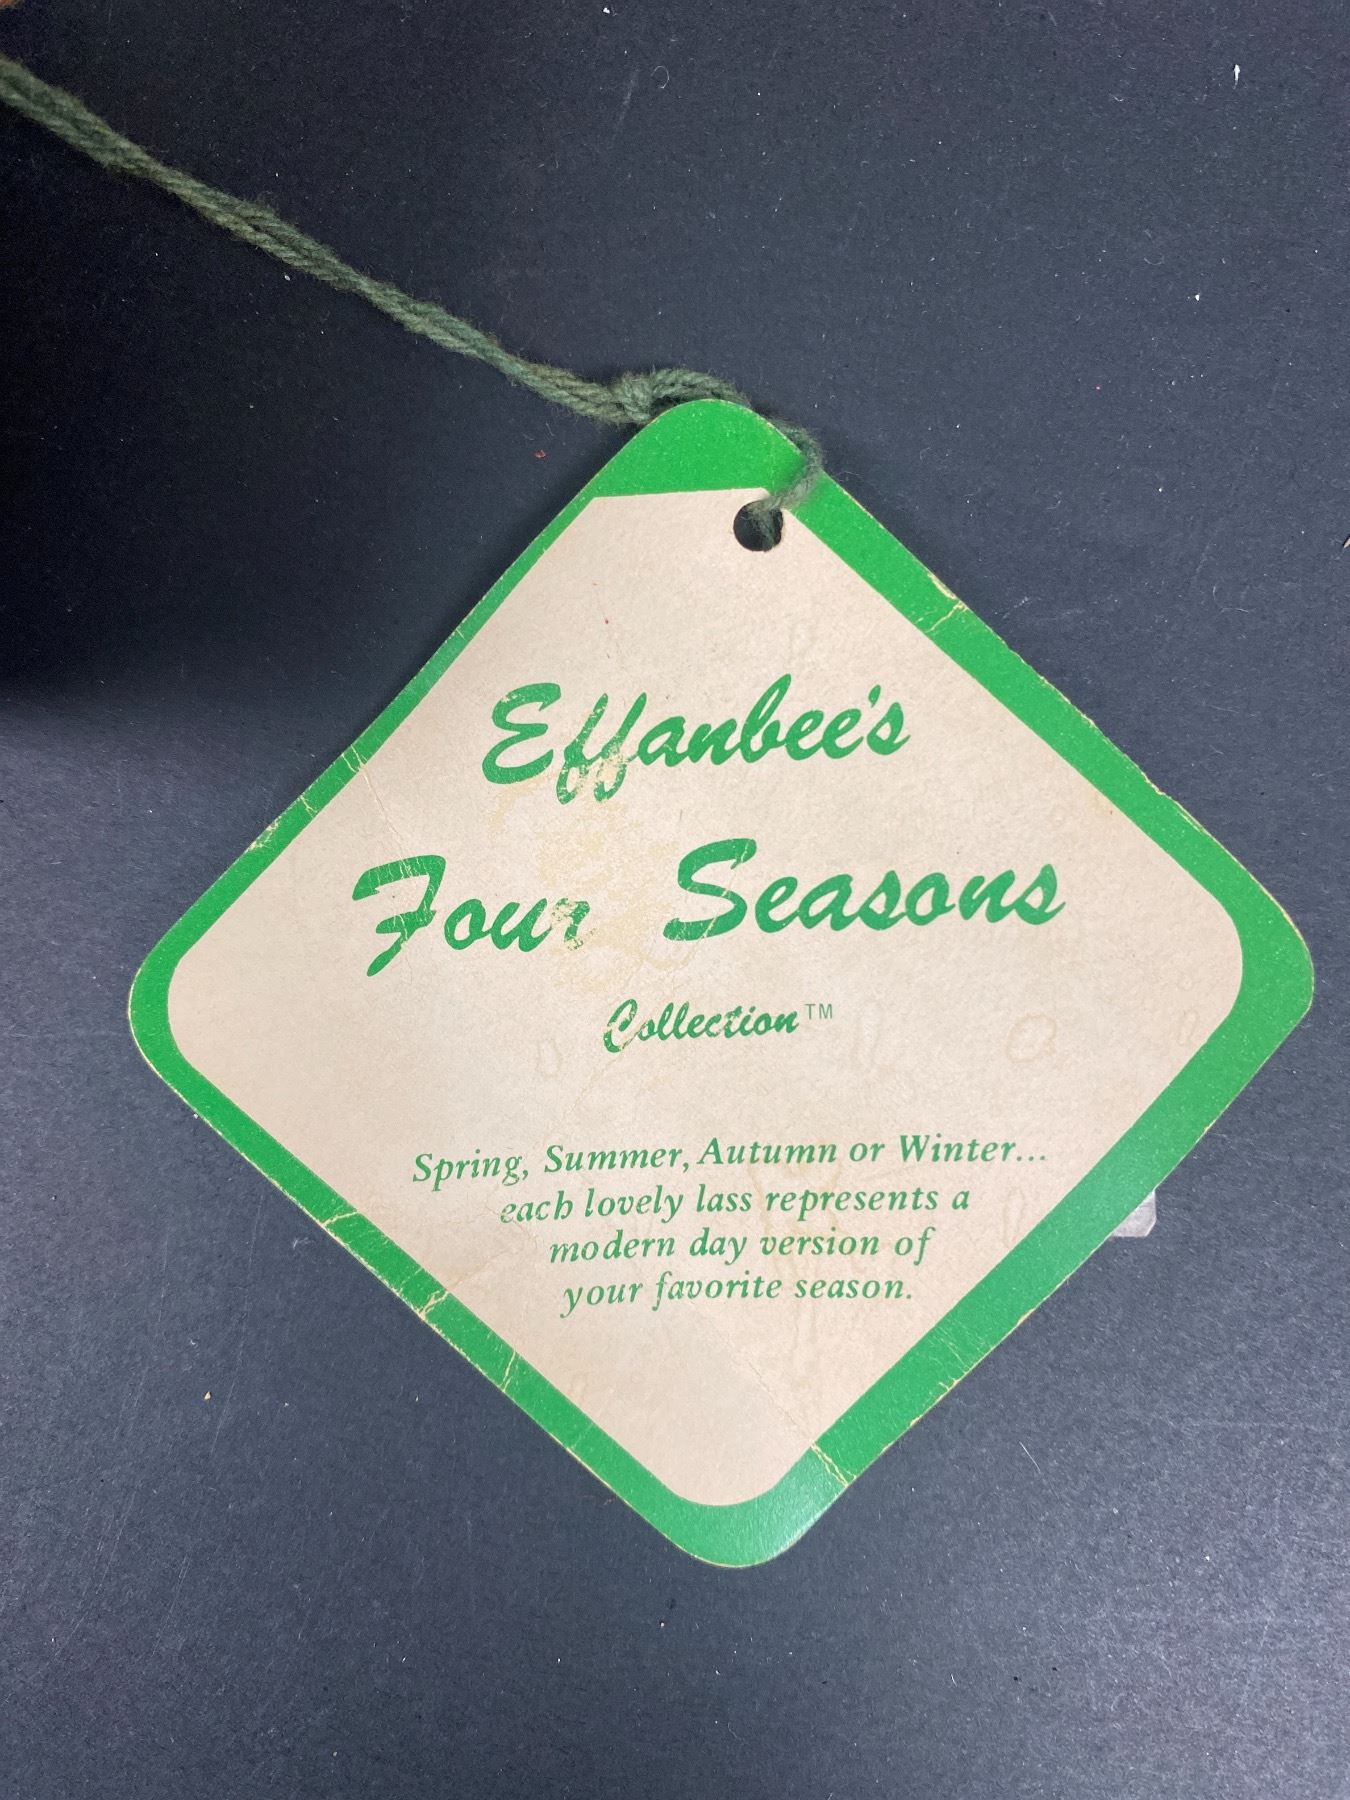 Effanbee's
Four Seasons
Collection™
Spring, Summer, Autumn or Winter...
each lovely lass represents a
modern day version of
your favorite season.